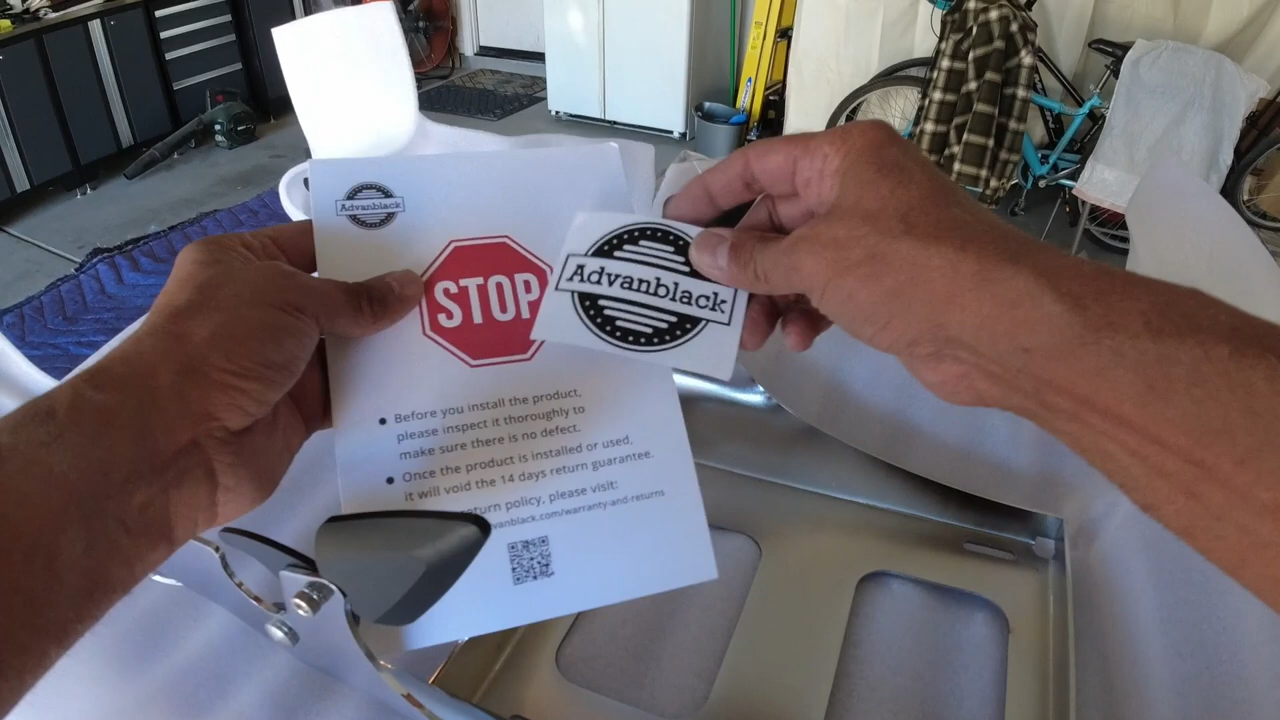 Advanblack
STOP
Advanblack
Before you install the product,
please inspect it thoroughly to
make sure there is no defect.
Once the product is installed or used,
it will void the 14 days return guarantee.
return policy, please visit:
vanblack.com/warranty-and-returns